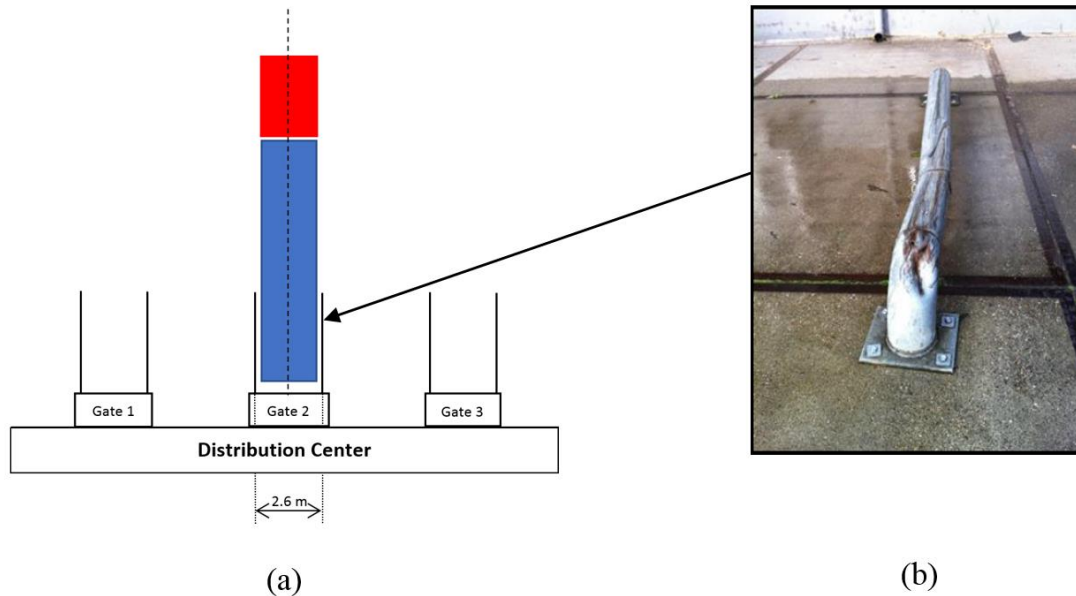 Gate 1
Gate 2
Gate 3
Distribution Center
2.6 m
(a)
(b)